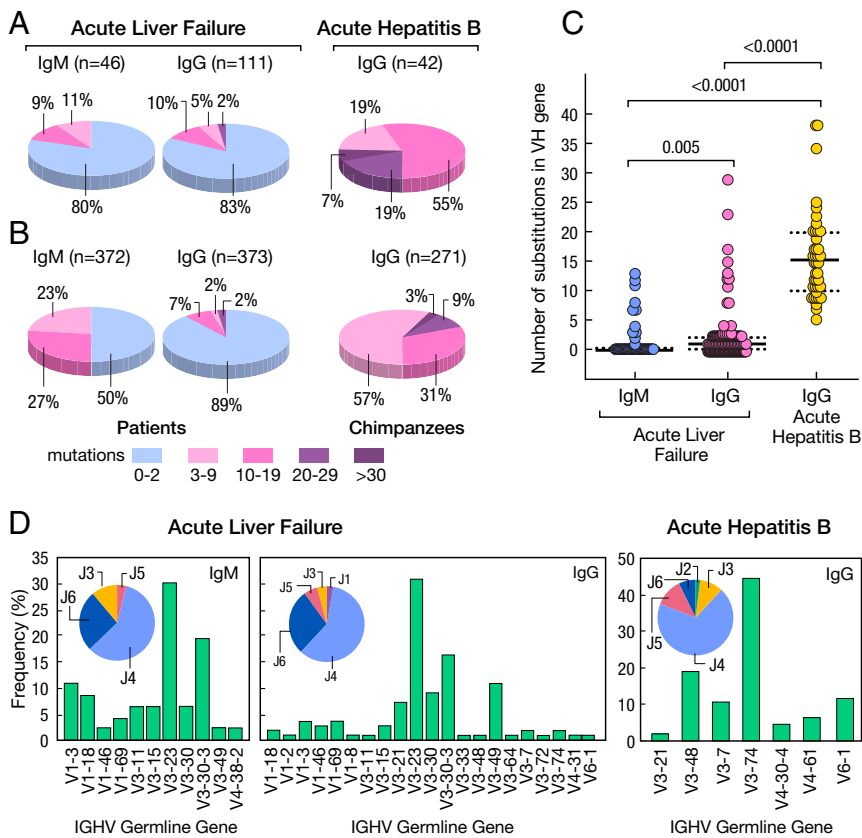 A
Acute Liver Failure
Acute Hepatitis B
IgM (n=46)
IgG (n=111)
IgG (n=42)
9%
11%
80%
10%
5%
2%
83%
19%
7%
19%
55%
B
IgM (n=372)
IgG (n=373)
IgG (n=271)
23%
27%
50%
7%
2%
2%
89%
3%
9%
57%
31%
Patients
Chimpanzees
mutations
0-2
3-9
10-19
20-29
>30
C
<0.0001
<0.0001
0.005
Number of substitutions in VH gene
40
35
30
25
20
15
10
5
0
IgM
IgG
IgG
Acute Liver
Failure
Acute
Hepatitis B
D
Acute Liver Failure
Acute Hepatitis B
Frequency (%)
35
30
25
20
15
10
5
0
IgM
J3
J5
J6
J4
V1-3
V1-18
V1-46
V1-69
V3-11
V3-15
V3-23
V3-30
V3-30-3
V3-49
V4-38-2
IGHV Germline Gene
IgG
J5
J3
J1
J6
J4
V1-18
V1-2
V1-3
V1-46
V1-69
V1-8
V3-11
V3-15
V3-21
V3-23
V3-30
V3-30-3
V3-33
V3-48
V3-49
V3-64
V3-7
V3-72
V3-74
V4-31
V6-1
IGHV Germline Gene
50
40
30
20
10
0
IgG
J2
J3
J6
J5
J4
V3-21
V3-48
V3-7
V3-74
V4-30-4
V4-61
V6-1
IGHV Germline Gene